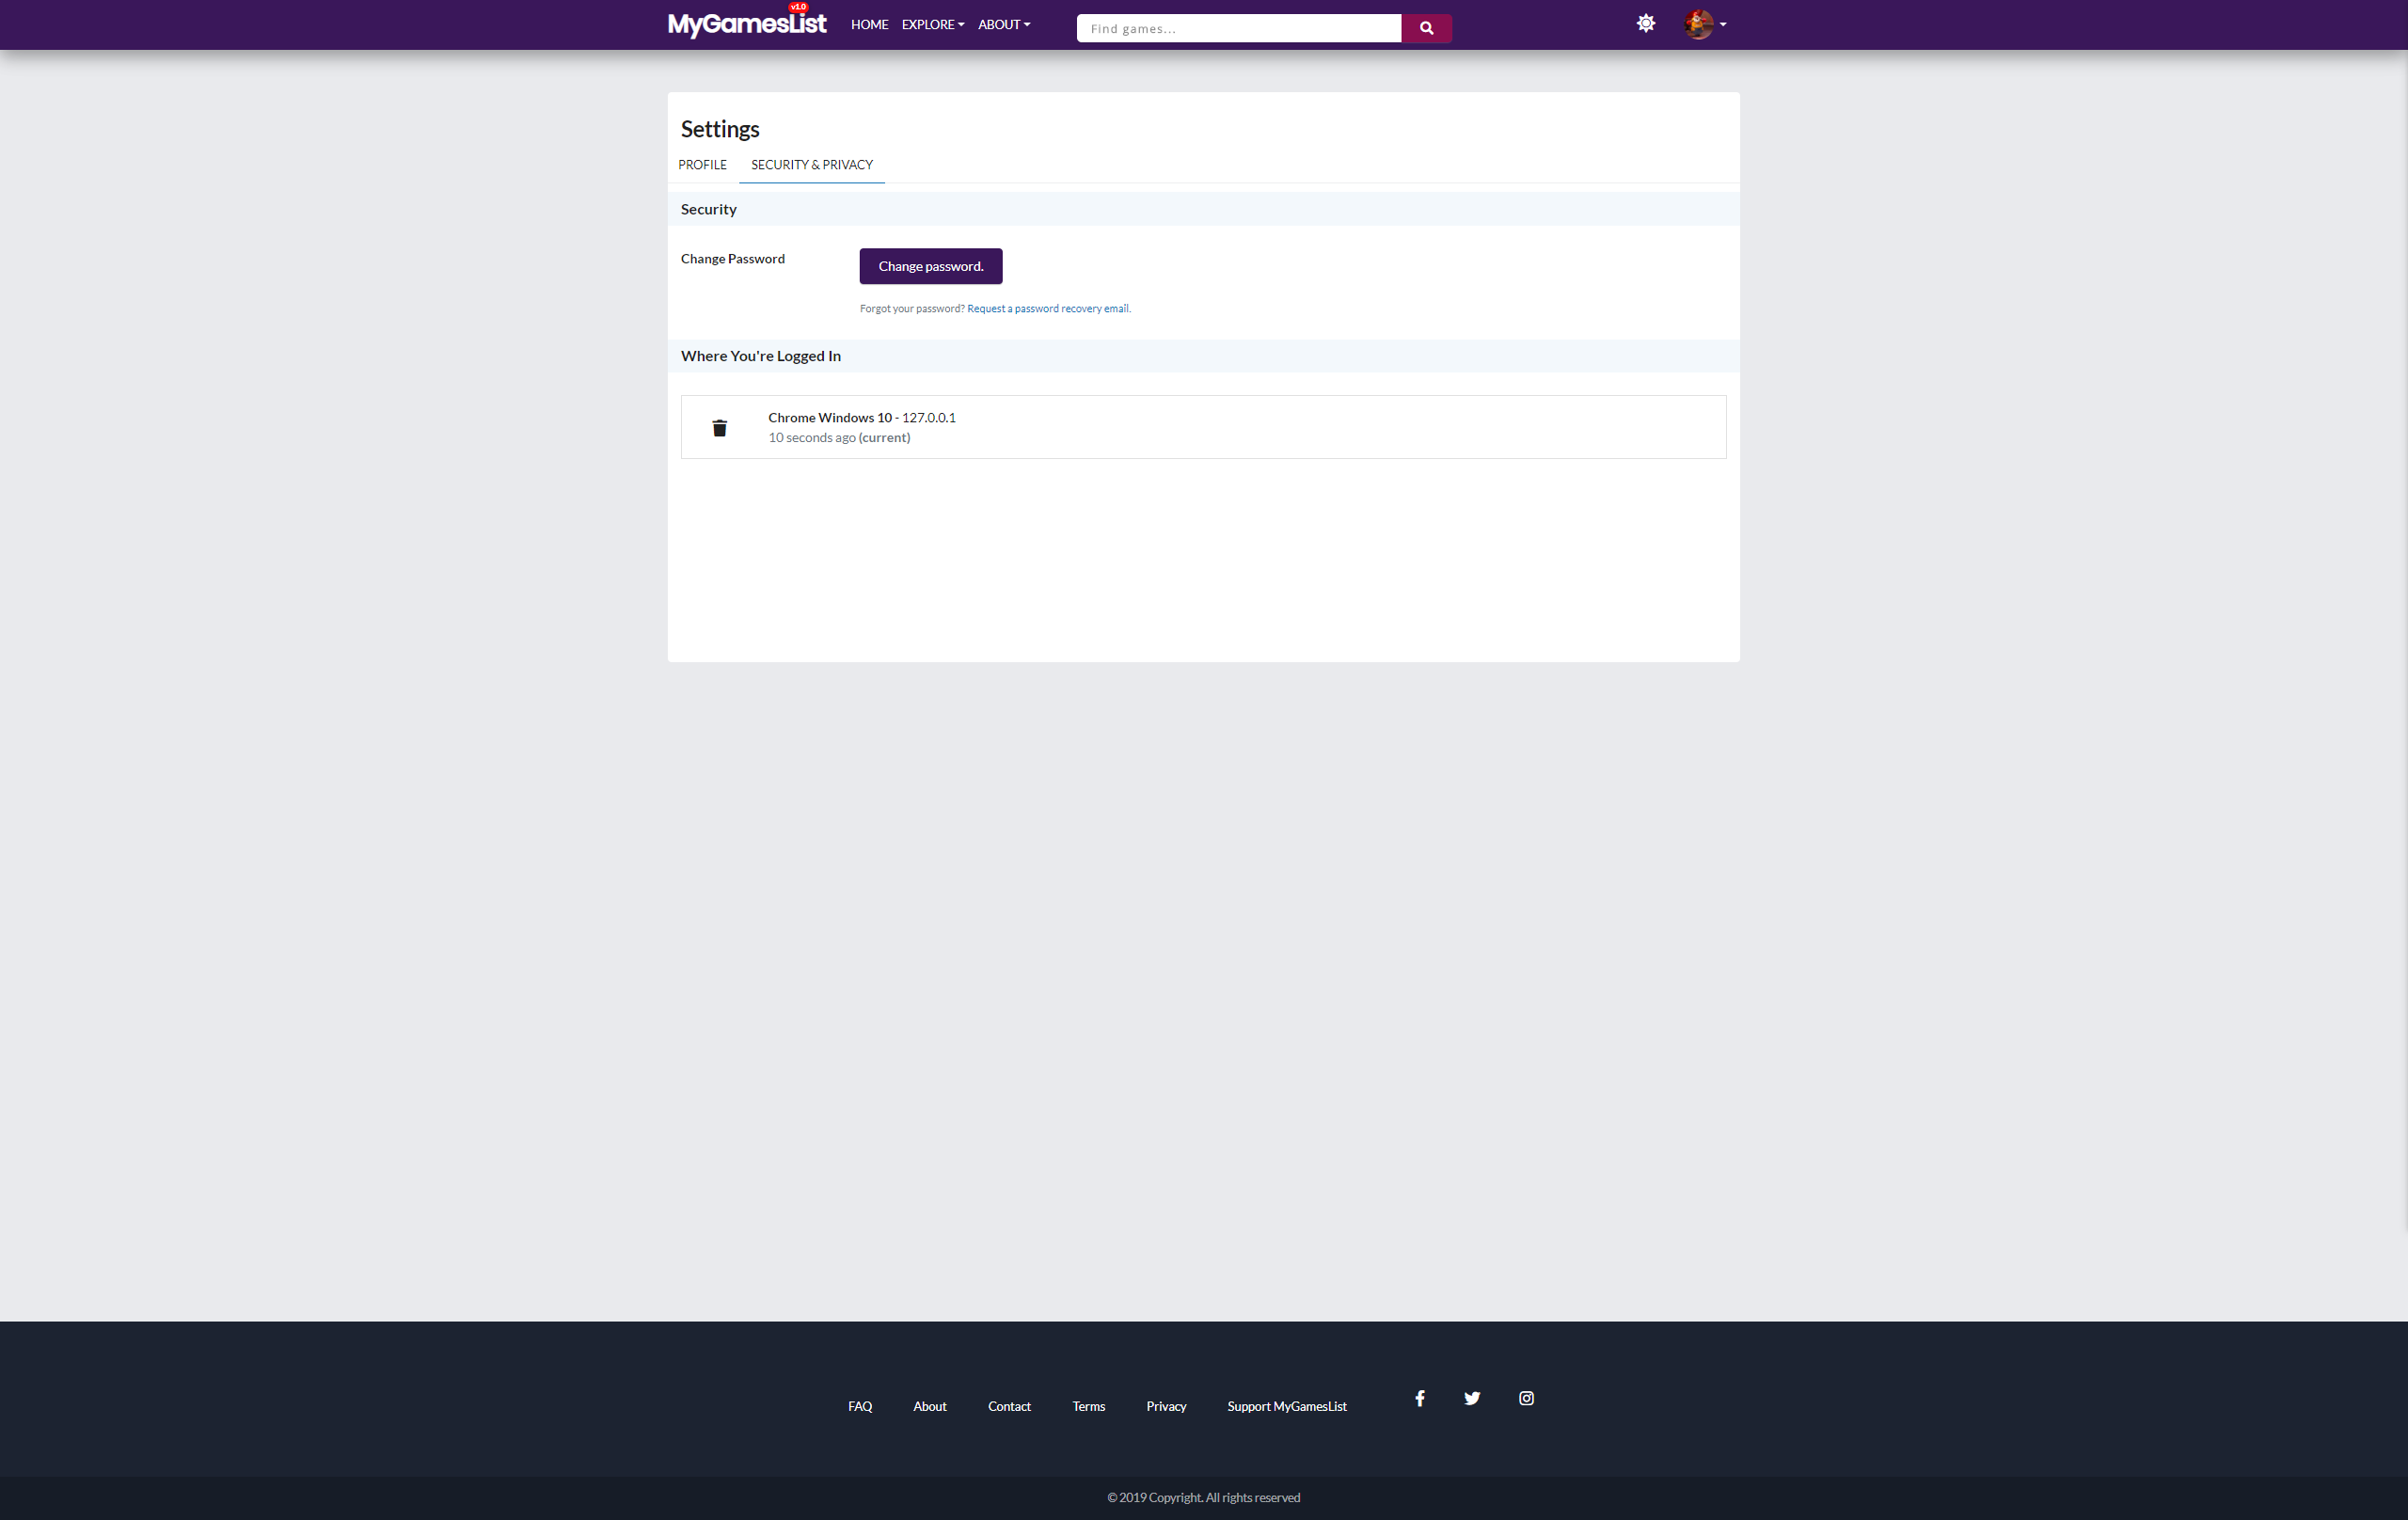 v1.0
MyGamesList
HOME EXPLORE ABOUT
Find games...
Settings
PROFILE SECURITY & PRIVACY
Security
Change Password
Change password.
Forgot your password? Request a password recovery email.
Where You're Logged In
Chrome Windows 10 - 127.0.0.1
10 seconds ago (current)
FAQ About Contact Terms Privacy Support MyGamesList
© 2019 Copyright. All rights reserved